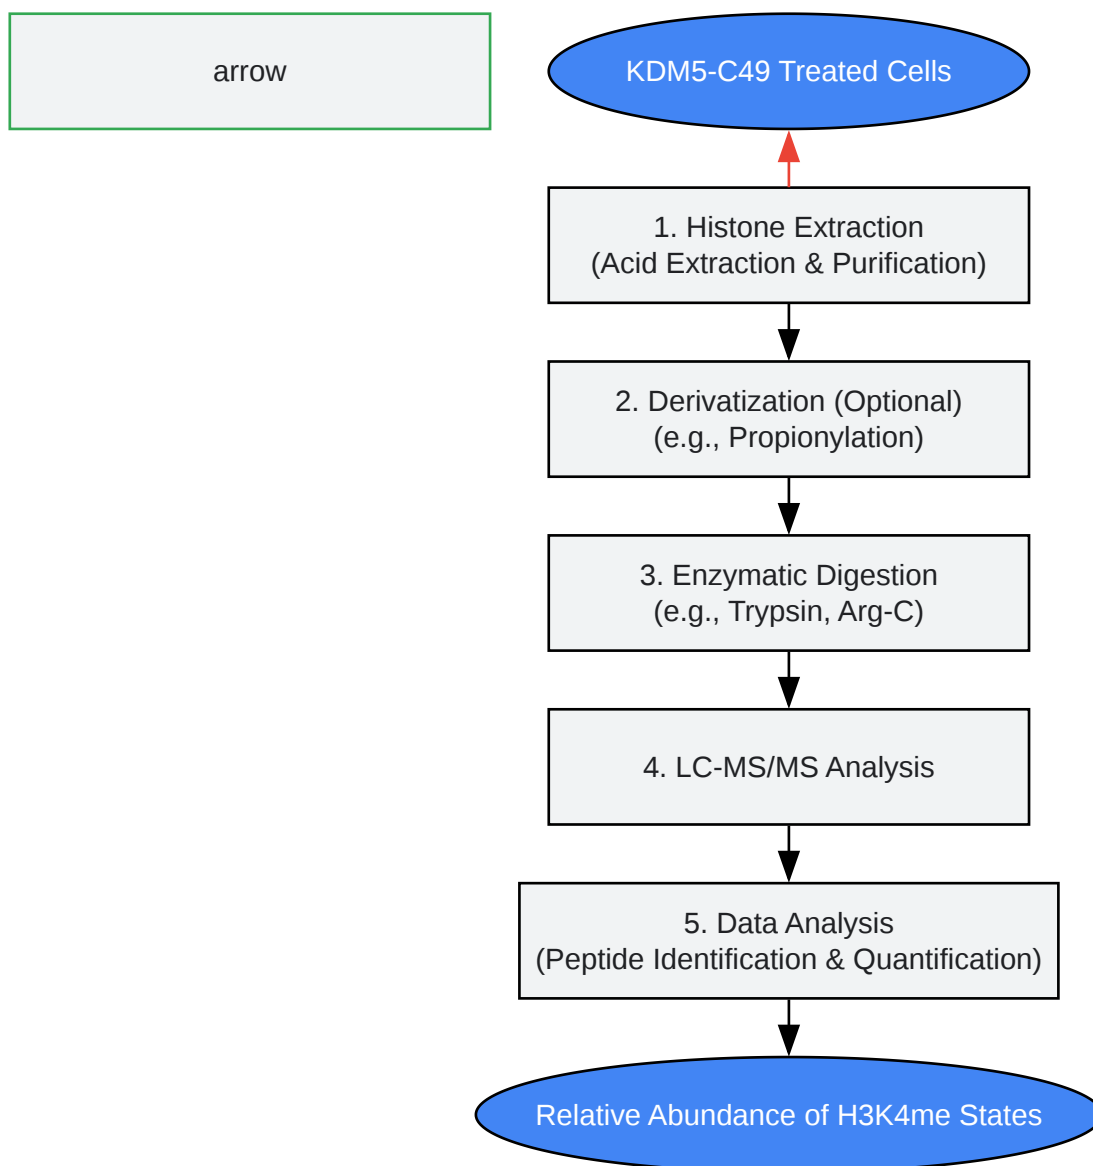 arrow
KDM5-C49 Treated Cells
1. Histone Extraction
(Acid Extraction & Purification)
2. Derivatization (Optional)
(e.g., Propionylation)
3. Enzymatic Digestion
(e.g., Trypsin, Arg-C)
4. LC-MS/MS Analysis
5. Data Analysis
(Peptide Identification & Quantification)
Relative Abundance of H3K4me States